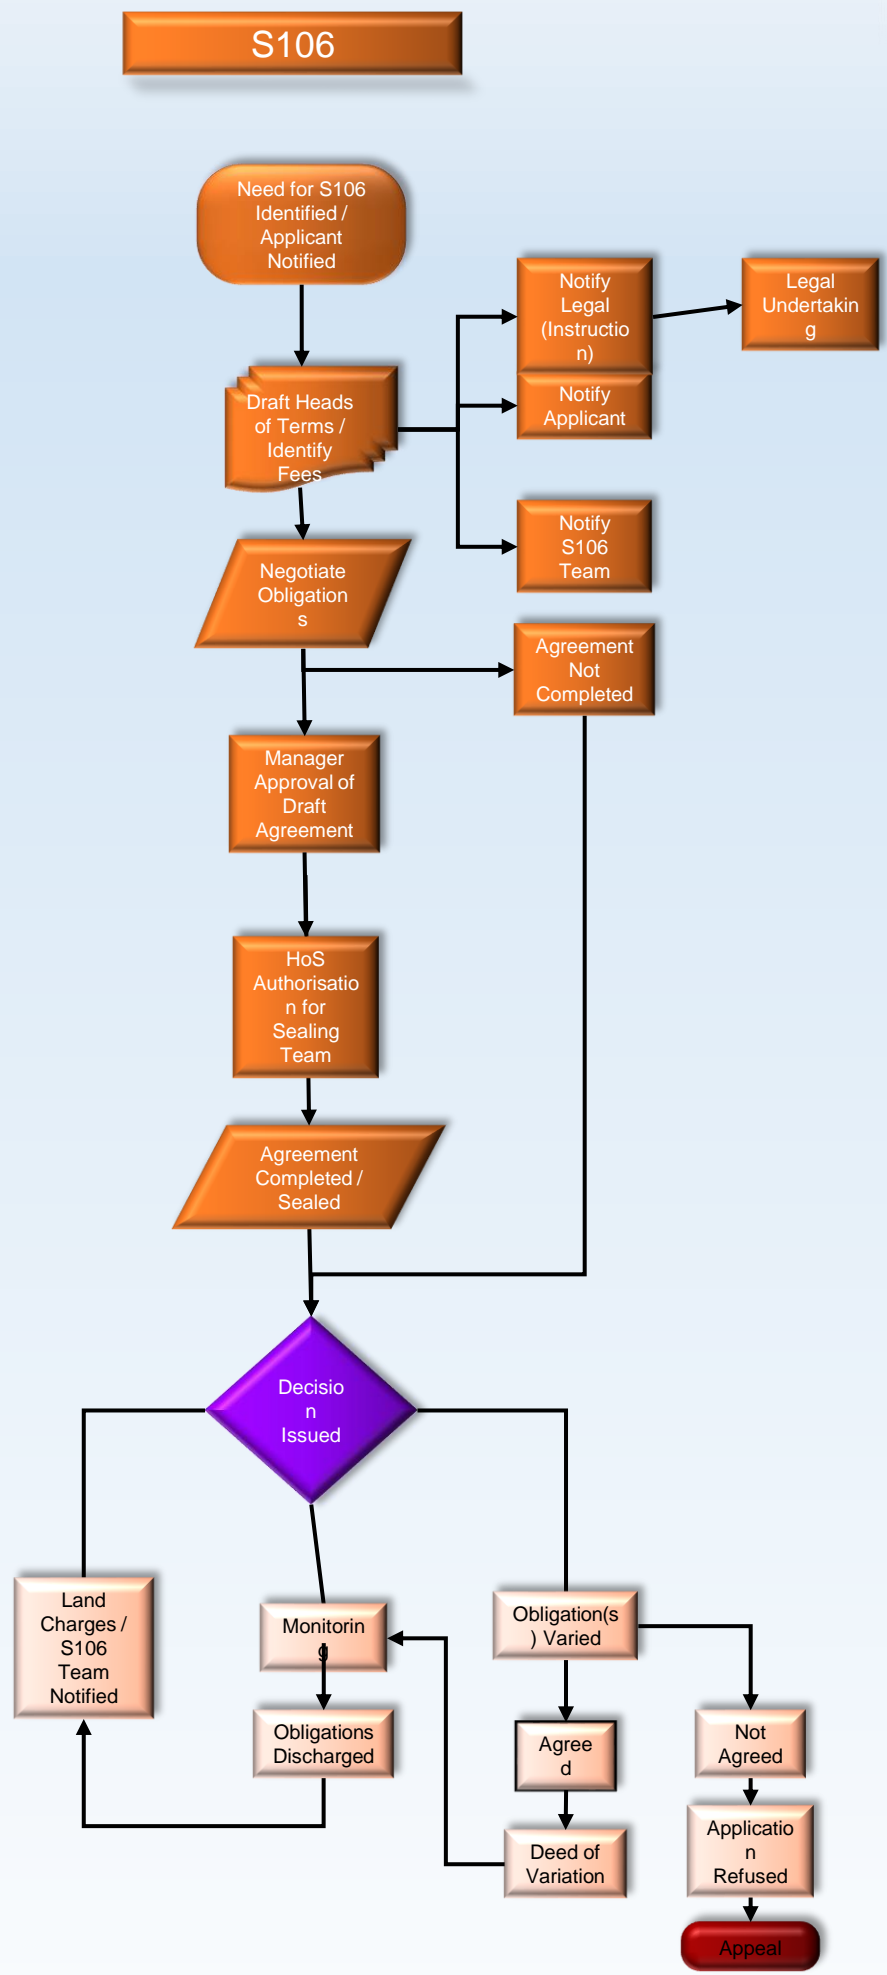 S106
Need for S106
Identified /
Applicant
Notified
Notify
Legal
(Instructio
n)
Legal
Undertakin
g
Draft Heads
of Terms /
Identify
Fees
Notify
Applicant
Notify
S106
Team
Negotiate
Obligation
s
Agreement
Not
Completed
Manager
Approval of
Draft
Agreement
HoS
Authorisatio
n for
Sealing
Team
Agreement
Completed /
Sealed
Decisio
n
Issued
Land
Charges /
S106
Team
Notified
Monitorin
g
Obligation(s
) Varied
Obligations
Discharged
Agree
d
Not
Agreed
Deed of
Variation
Applicatio
n
Refused
Appeal